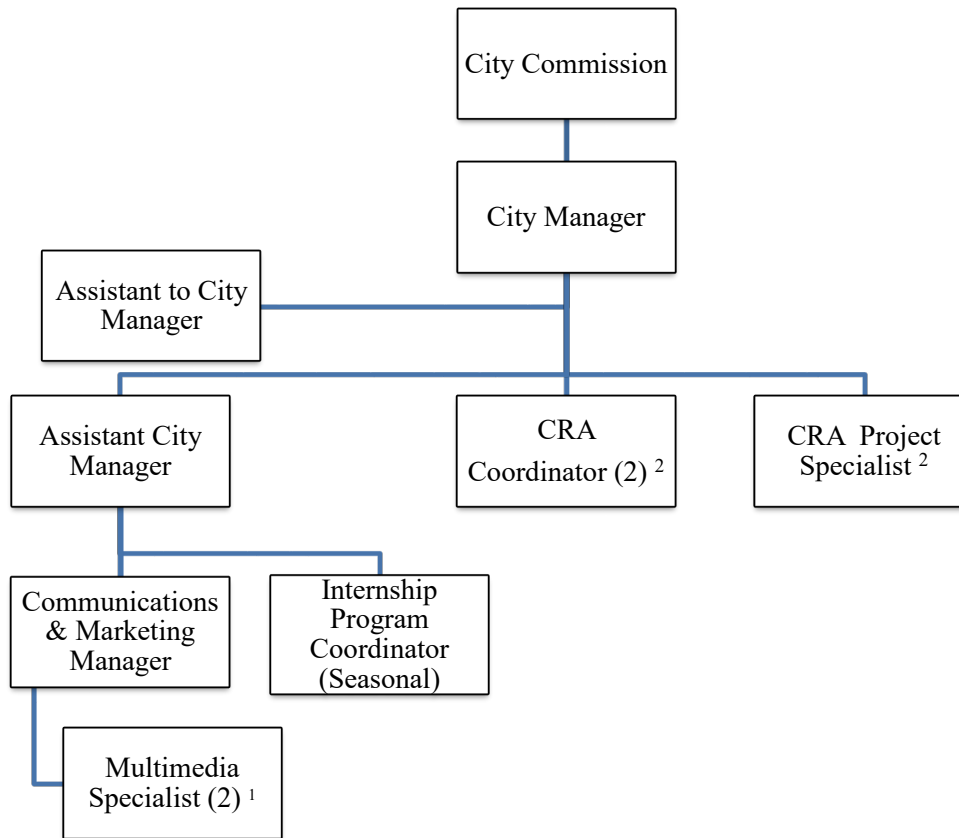 City Commission
City Manager
Assistant to City
Manager
Assistant City
Manager
CRA
Coordinator (2) ²
CRA  Project
Specialist ²
Communications
& Marketing
Manager
Internship
Program
Coordinator
(Seasonal)
Multimedia
Specialist (2) ¹